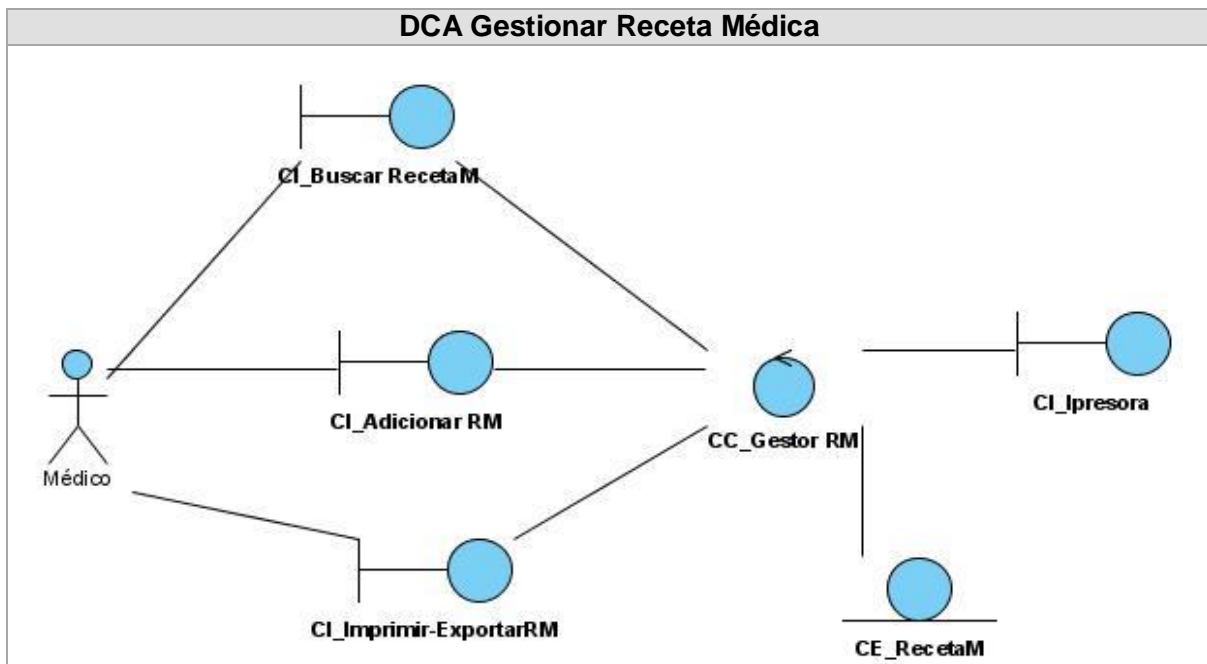 DCA Gestionar Receta Médica
CI_Buscar RecetaM
CI_Adicionar RM
CI_Ipresora
CC_Gestor RM
Médico
CI_Imprimir-ExportarRM
CE_RecetaM